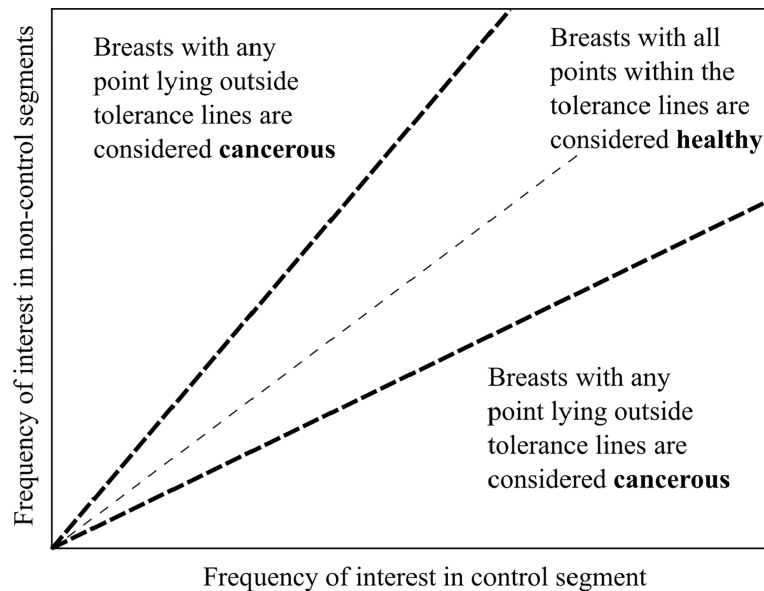 Frequency of interest in non-control segments
Breasts with any
point lying outside
tolerance lines are
considered cancerous
Breasts with all
points within the
tolerance lines are
considered healthy
Breasts with any
point lying outside
tolerance lines are
considered cancerous
Frequency of interest in control segment